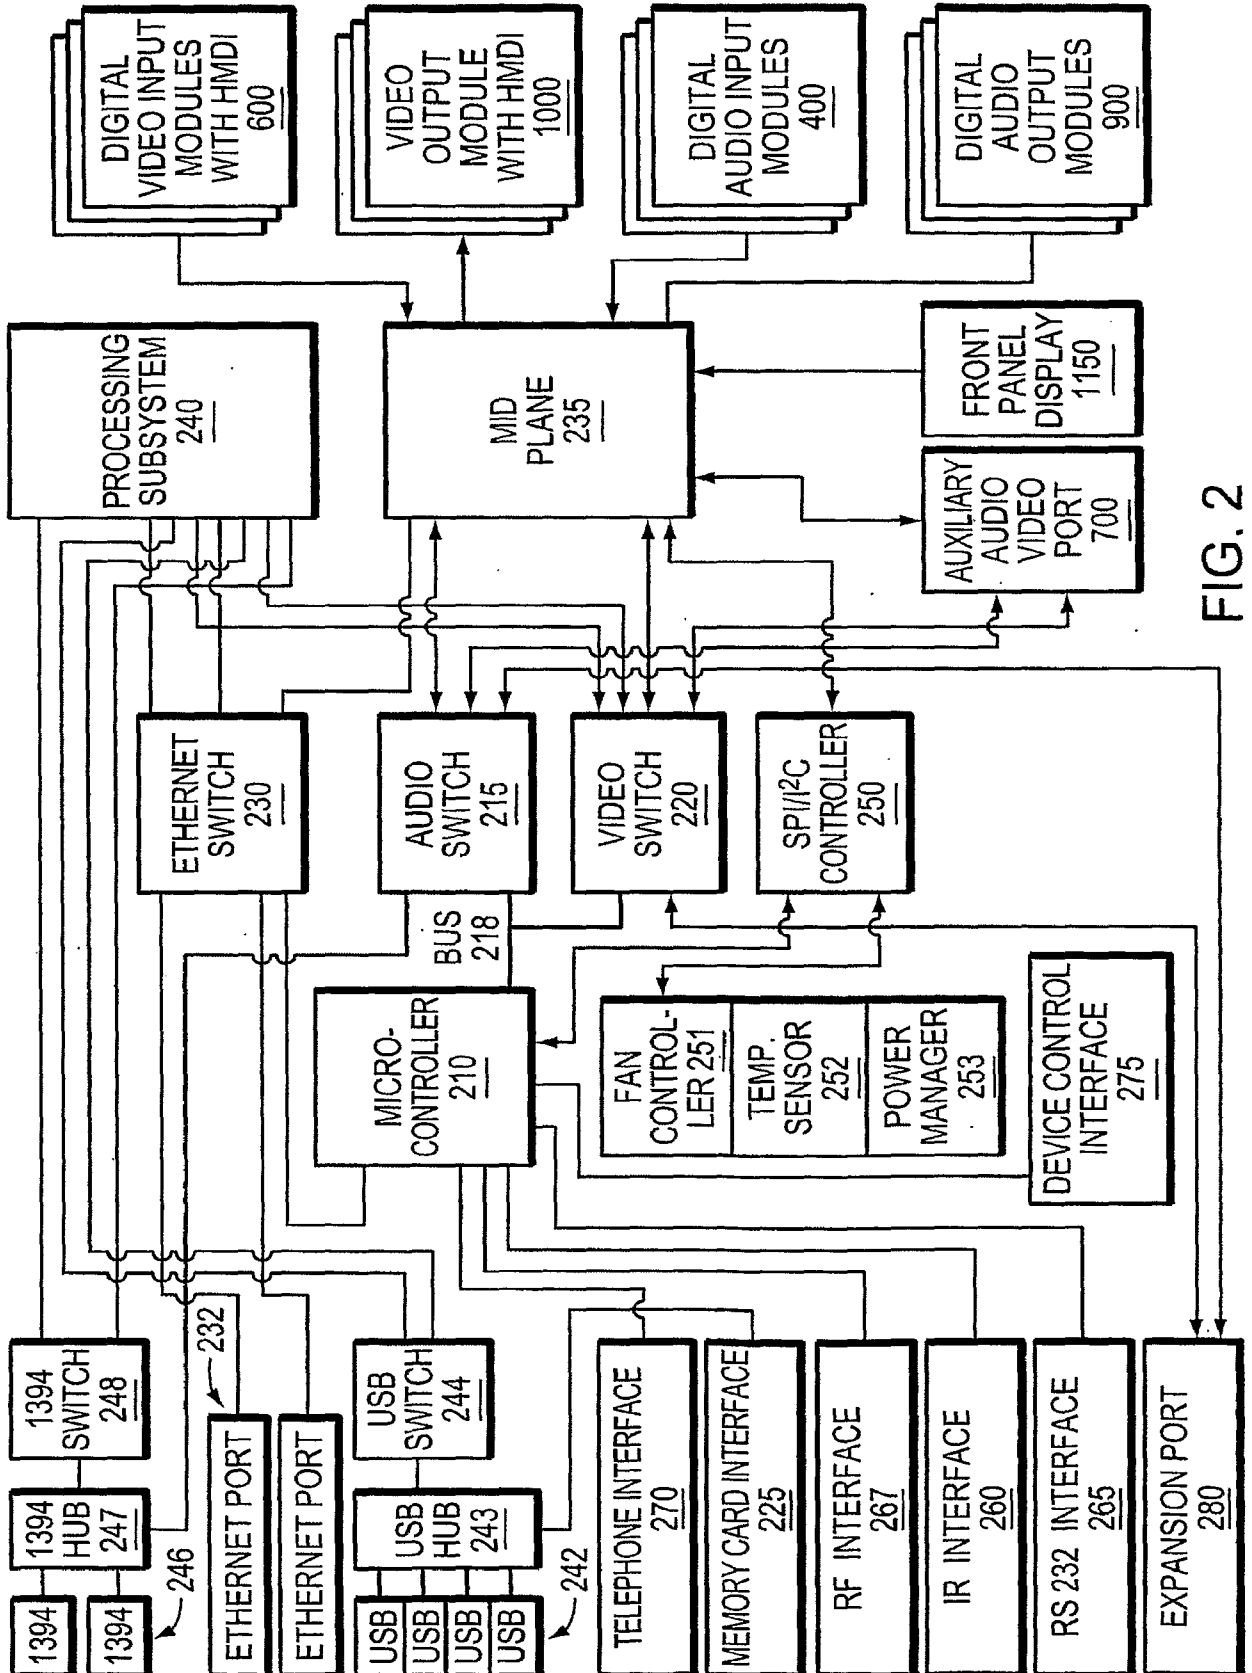 DIGITAL
VIDEO INPUT
MODULES
WITH HMDI
600
VIDEO
OUTPUT
MODULE
WITH HMDI
1000
DIGITAL
AUDIO INPUT
MODULES
400
DIGITAL
AUDIO
OUTPUT
MODULES
900
PROCESSING
SUBSYSTEM
240
MID
PLANE
235
FRONT
PANEL
DISPLAY
1150
AUXILIARY
AUDIO
VIDEO
PORT
700
ETHERNET
SWITCH
230
AUDIO
SWITCH
215
VIDEO
SWITCH
220
SPI/I²C
CONTROLLER
250
BUS
218
MICRO-
CONTROLLER
210
FAN
CONTROL-
LER 251
TEMP.
SENSOR
252
POWER
MANAGER
253
DEVICE CONTROL
INTERFACE
275
1394
SWITCH
248
232
USB
SWITCH
244
1394
HUB
247
246
USB
HUB
243
242
1394
1394
ETHERNET PORT
ETHERNET PORT
USB
USB
USB
USB
TELEPHONE INTERFACE
270
MEMORY CARD INTERFACE
225
RF INTERFACE
267
IR INTERFACE
260
RS 232 INTERFACE
265
EXPANSION PORT
280
FIG. 2